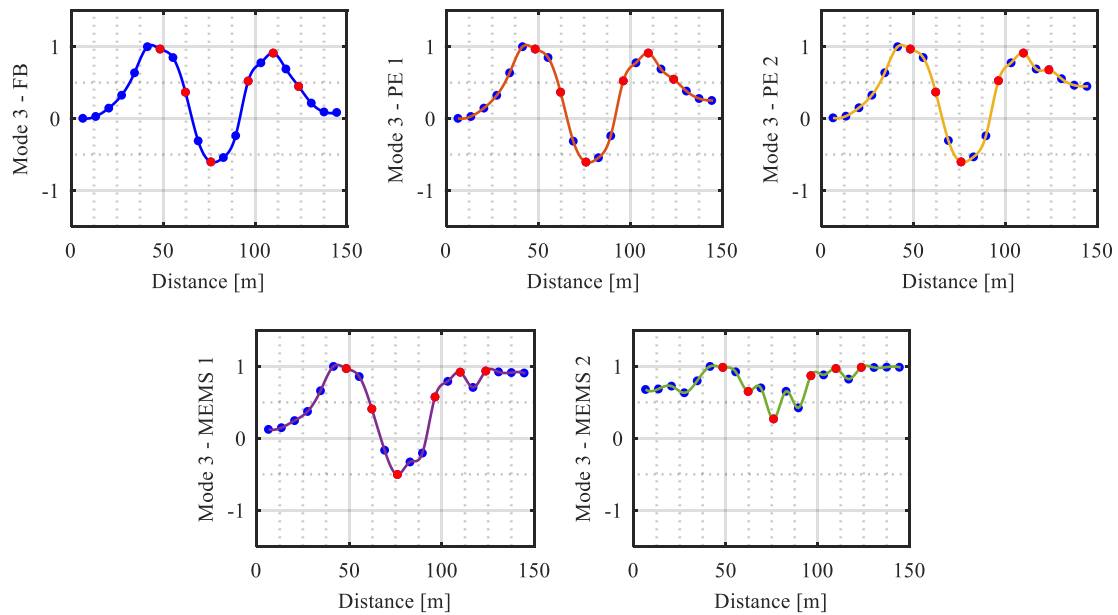 Mode 3 - FB
1
0
-1
0 50 100 150
Distance [m]
Mode 3 - PE 1
1
0
-1
0 50 100 150
Distance [m]
Mode 3 - PE 2
1
0
-1
0 50 100 150
Distance [m]
Mode 3 - MEMS 1
1
0
-1
0 50 100 150
Distance [m]
Mode 3 - MEMS 2
1
0
-1
0 50 100 150
Distance [m]